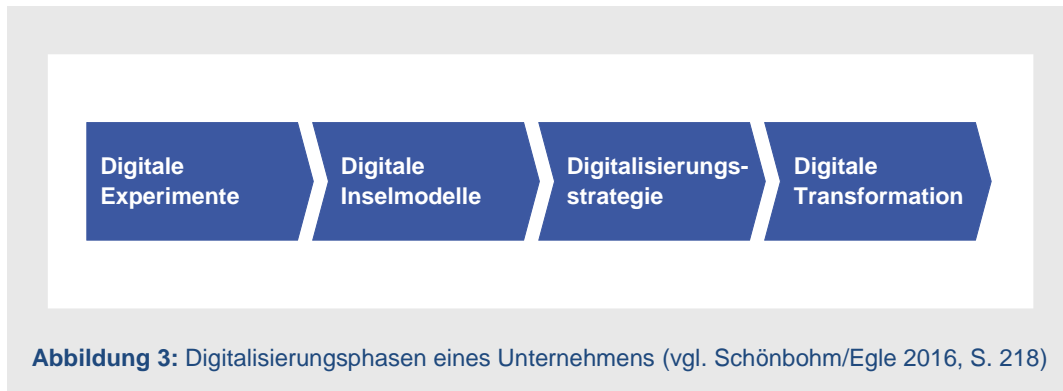 Digitale
Experimente
Digitale
Inselmodelle
Digitalisierungs-
strategie
Digitale
Transformation
Abbildung 3: Digitalisierungsphasen eines Unternehmens (vgl. Schönbohm/Egle 2016, S. 218)